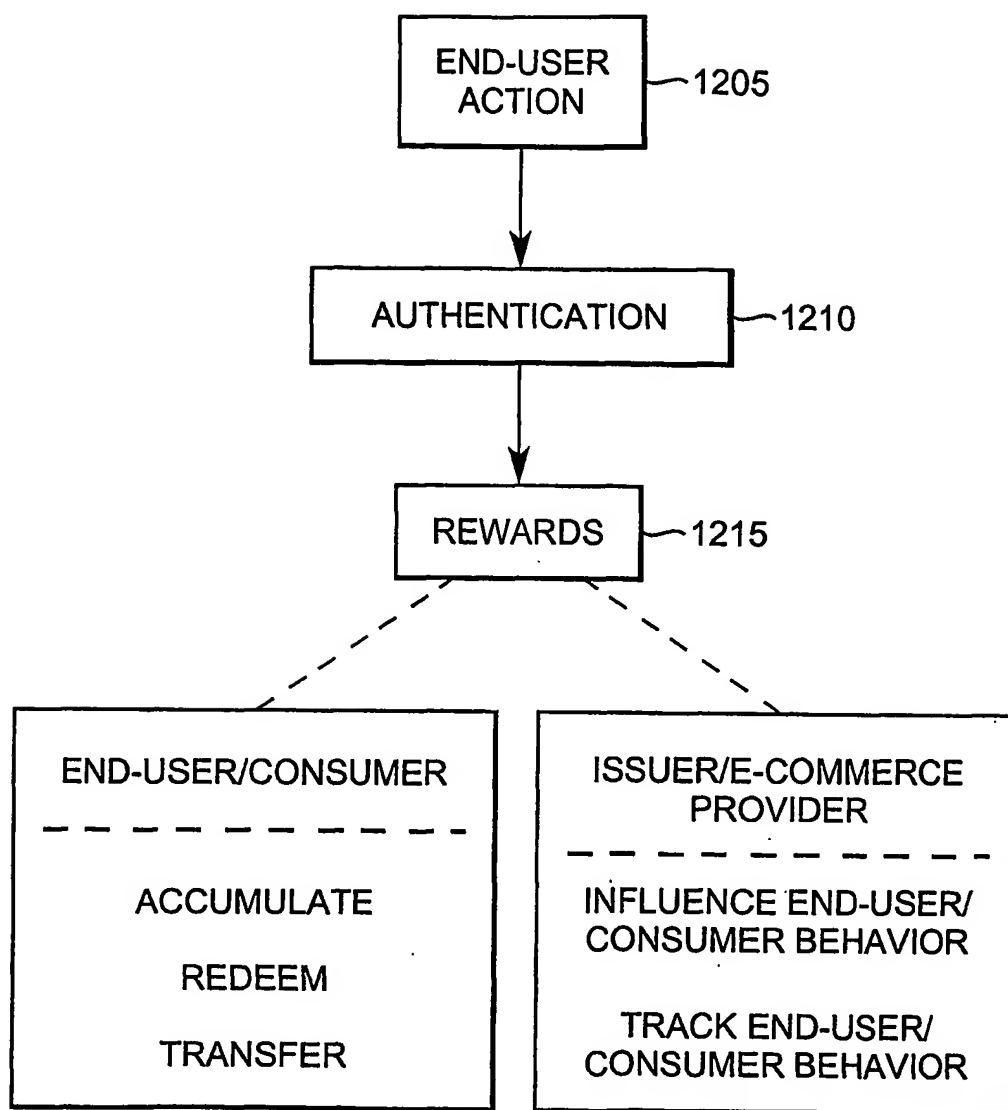 END-USER
ACTION
1205
AUTHENTICATION
1210
REWARDS
1215
END-USER/CONSUMER
ACCUMULATE
REDEEM
TRANSFER
ISSUER/E-COMMERCE
PROVIDER
INFLUENCE END-USER/
CONSUMER BEHAVIOR
TRACK END-USER/
CONSUMER BEHAVIOR